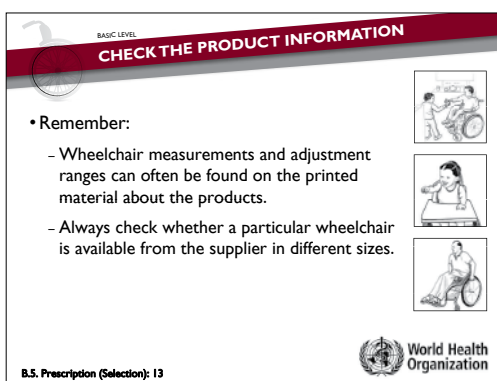 BASIC LEVEL
CHECK THE PRODUCT INFORMATION
• Remember:
– Wheelchair measurements and adjustment
ranges can often be found on the printed
material about the products.
– Always check whether a particular wheelchair
is available from the supplier in different sizes.
World Health
Organization
B.5. Prescription (Selection): 13